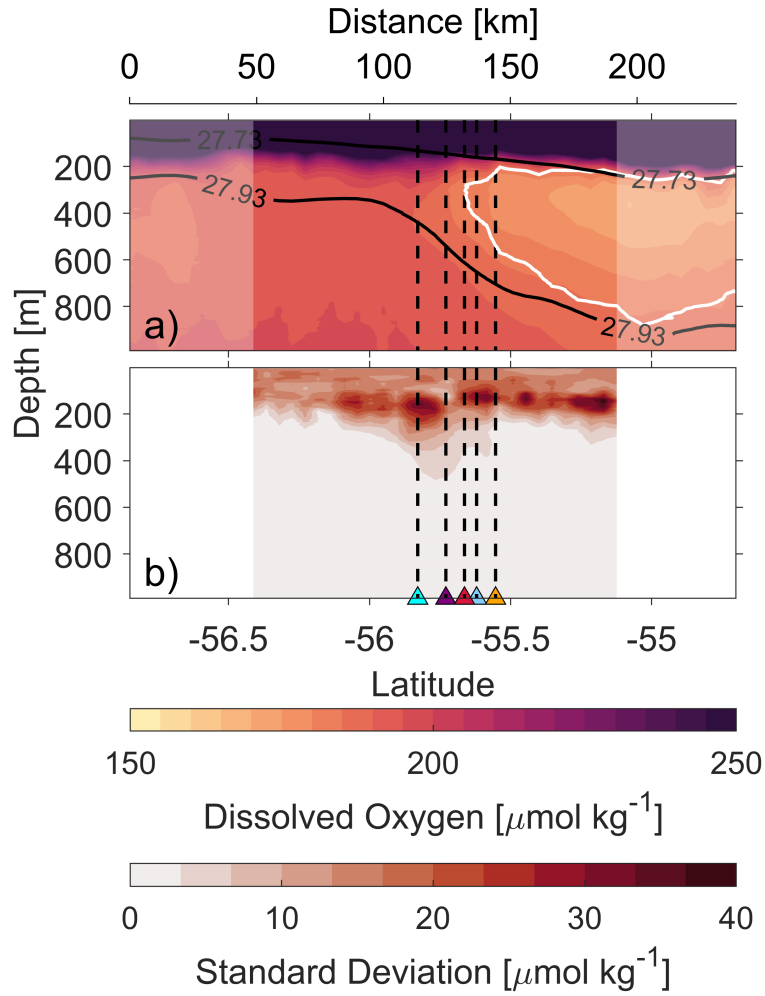 Distance [km]
0 50 100 150 200
27.73
27.93
27.73
27.93
200
400
600
800
a)
Depth [m]
200
400
600
800
b)
-56.5 -56 -55.5 -55
Latitude
150 200 250
Dissolved Oxygen [μmol kg⁻¹]
0 10 20 30 40
Standard Deviation [μmol kg⁻¹]